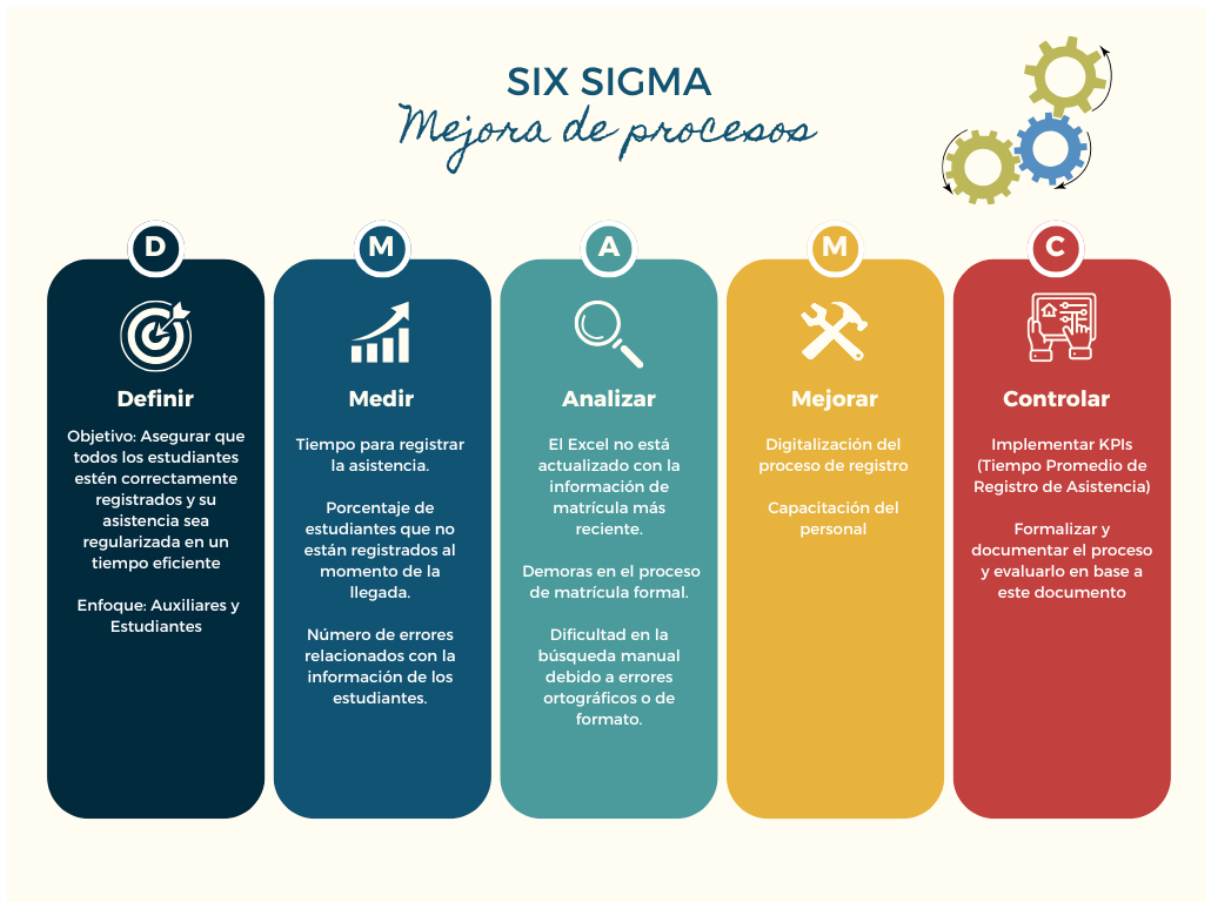 SIX SIGMA
Mejora de procesos
D
Definir
Objetivo: Asegurar que
todos los estudiantes
estén correctamente
registrados y su
asistencia sea
regularizada en un
tiempo eficiente
Enfoque: Auxiliares y
Estudiantes
M
Medir
Tiempo para registrar
la asistencia.
Porcentaje de
estudiantes que no
están registrados al
momento de la
llegada.
Número de errores
relacionados con la
información de los
estudiantes.
A
Analizar
El Excel no está
actualizado con la
información de
matrícula más
reciente.
Demoras en el proceso
de matrícula formal.
Dificultad en la
búsqueda manual
debido a errores
ortográficos o de
formato.
M
Mejorar
Digitalización del
proceso de registro
Capacitación del
personal
C
Controlar
Implementar KPIs
(Tiempo Promedio de
Registro de Asistencia)
Formalizar y
documentar el proceso
y evaluarlo en base a
este documento